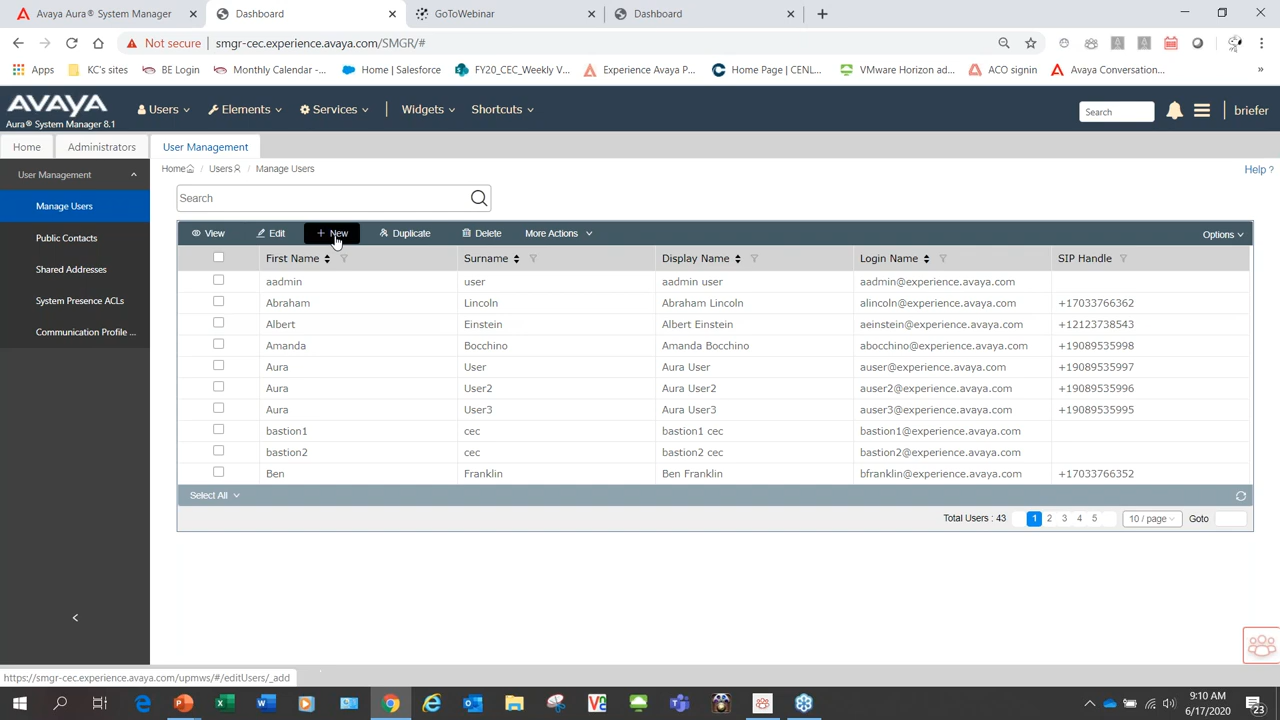 Avaya Aura® System Manager
Dashboard
GoToWebinar
Dashboard
Not secure smgr-cec.experience.avaya.com/SMGR/#
Apps KC's sites BE Login Monthly Calendar -... Home | Salesforce FY20_CEC_Weekly V... Experience Avaya P... Home Page | CENL... VMware Horizon ad... ACO signin Avaya Conversation...
AVAYA
Aura® System Manager 8.1
Users Elements Services Widgets Shortcuts Search briefer
Home Administrators User Management
User Management
Manage Users
Public Contacts
Shared Addresses
System Presence ACLs
Communication Profile ...
Home / Users / Manage Users Help ?
Search
View Edit + New Duplicate Delete More Actions Options
First Name Surname Display Name Login Name SIP Handle
aadmin user aadmin user aadmin@experience.avaya.com
Abraham Lincoln Abraham Lincoln alincoln@experience.avaya.com +17033766362
Albert Einstein Albert Einstein aeinstein@experience.avaya.com +12123738543
Amanda Bocchino Amanda Bocchino abocchino@experience.avaya.com +19089535998
Aura User Aura User auser@experience.avaya.com +19089535997
Aura User2 Aura User2 auser2@experience.avaya.com +19089535996
Aura User3 Aura User3 auser3@experience.avaya.com +19089535995
bastion1 cec bastion1 cec bastion1@experience.avaya.com
bastion2 cec bastion2 cec bastion2@experience.avaya.com
Ben Franklin Ben Franklin bfranklin@experience.avaya.com +17033766352
Select All
Total Users : 43 1 2 3 4 5 10 / page Goto
https://smgr-cec.experience.avaya.com/upmws/#/editUsers/_add
9:10 AM
6/17/2020
23